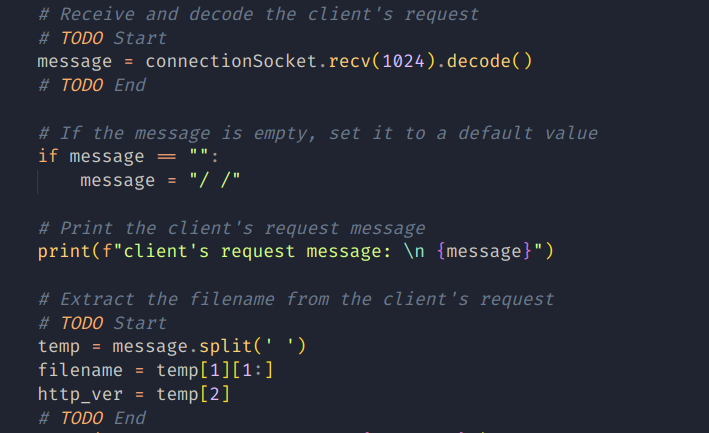 # Receive and decode the client's request
# TODO Start
message = connectionSocket.recv(1024).decode()
# TODO End
# If the message is empty, set it to a default value
if message == "":
message = "/ /"
# Print the client's request message
print(f"client's request message: \n {message}")
# Extract the filename from the client's request
# TODO Start
temp = message.split(' ')
filename = temp[1][1:]
http_ver = temp[2]
# TODO End